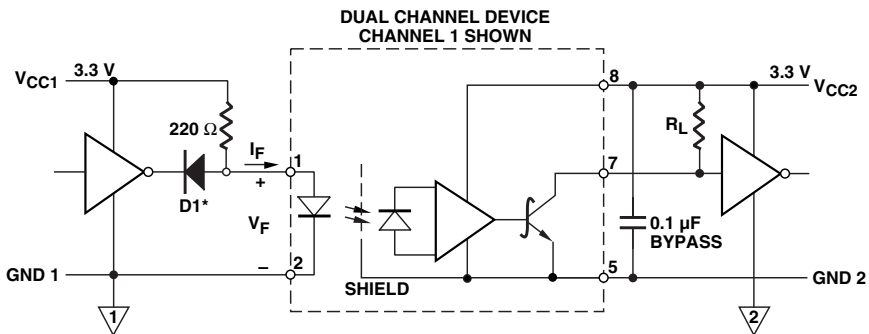 DUAL CHANNEL DEVICE
CHANNEL 1 SHOWN
VCC1
3.3 V
220 Ω
D1*
IF
+
1
VF
–
2
GND 1
1
SHIELD
8
7
5
RL
3.3 V
VCC2
0.1 µF
BYPASS
GND 2
2